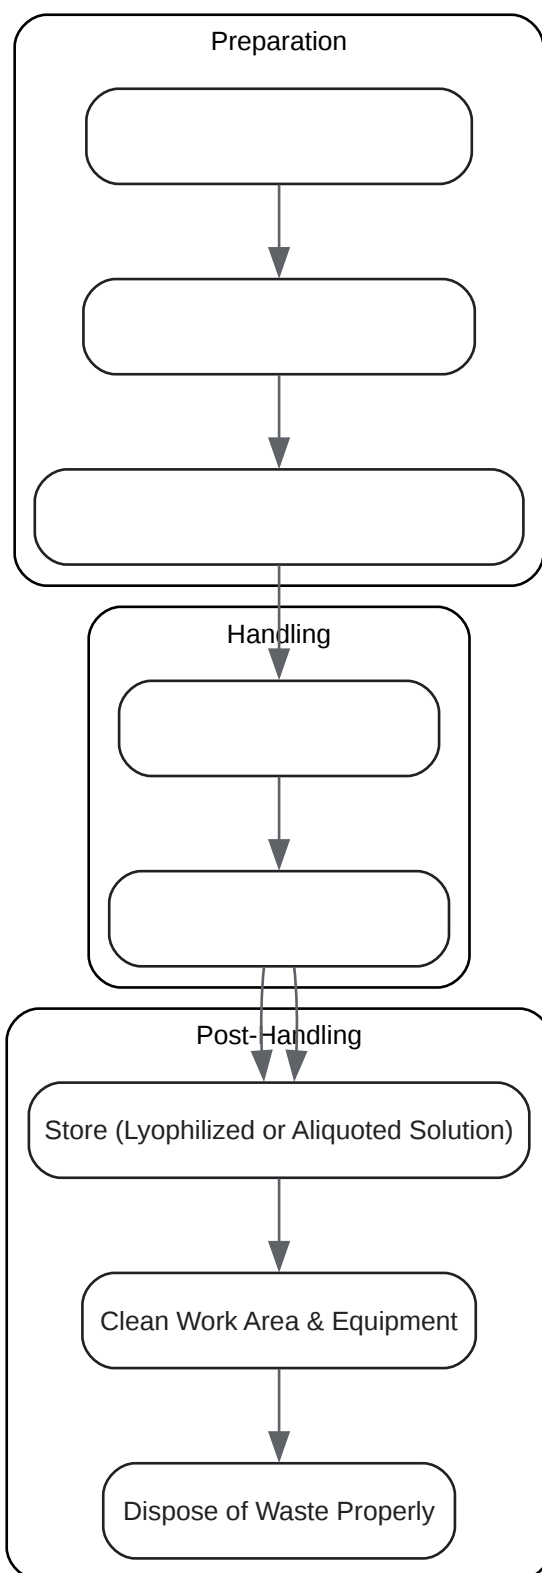 Preparation
Handling
Post-Handling
Store (Lyophilized or Aliquoted Solution)
Clean Work Area & Equipment
Dispose of Waste Properly